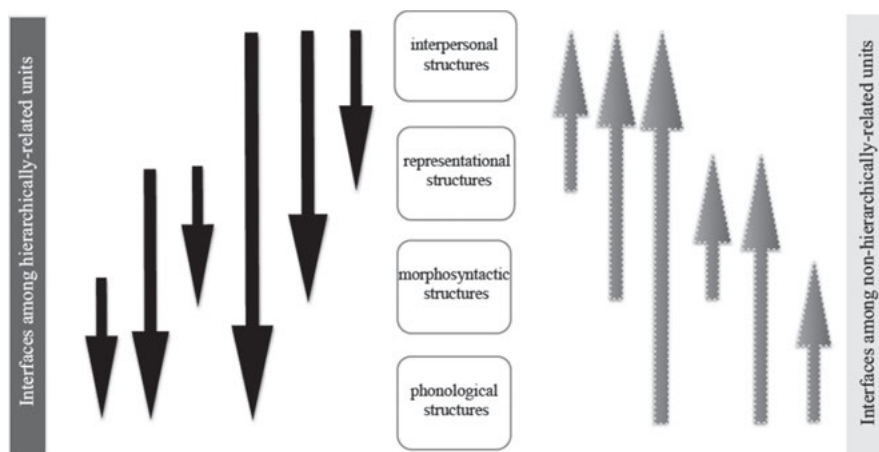 Interfaces among hierarchically-related units
interpersonal
structures
representational
structures
morphosyntactic
structures
phonological
structures
Interfaces among non-hierarchically-related units